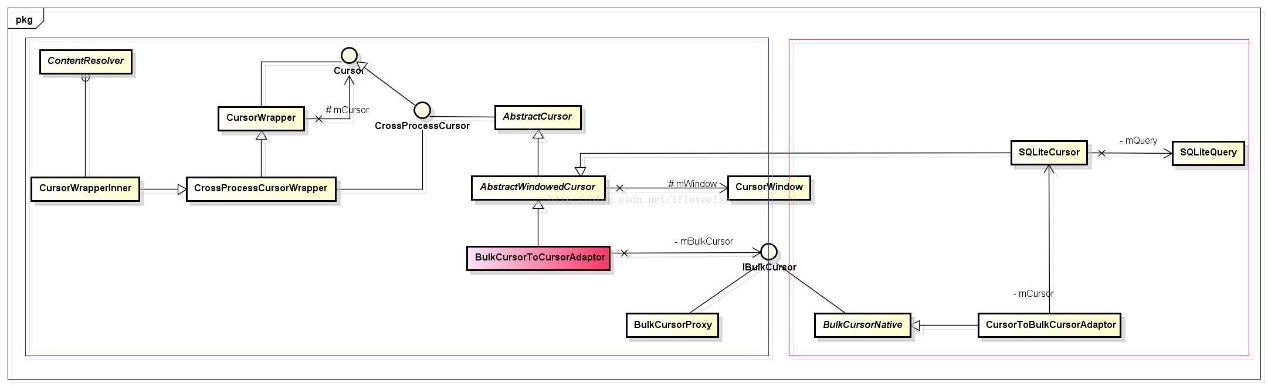 pkg
ContentResolver
Cursor
CursorWrapper
# mCursor
CrossProcessCursor
AbstractCursor
SQLiteCursor
- mQuery
SQLiteQuery
CursorWrapperInner
CrossProcessCursorWrapper
AbstractWindowedCursor
# mWindow
CursorWindow
BulkCursorToCursorAdaptor
- mBulkCursor
IBulkCursor
- mCursor
BulkCursorProxy
BulkCursorNative
CursorToBulkCursorAdaptor